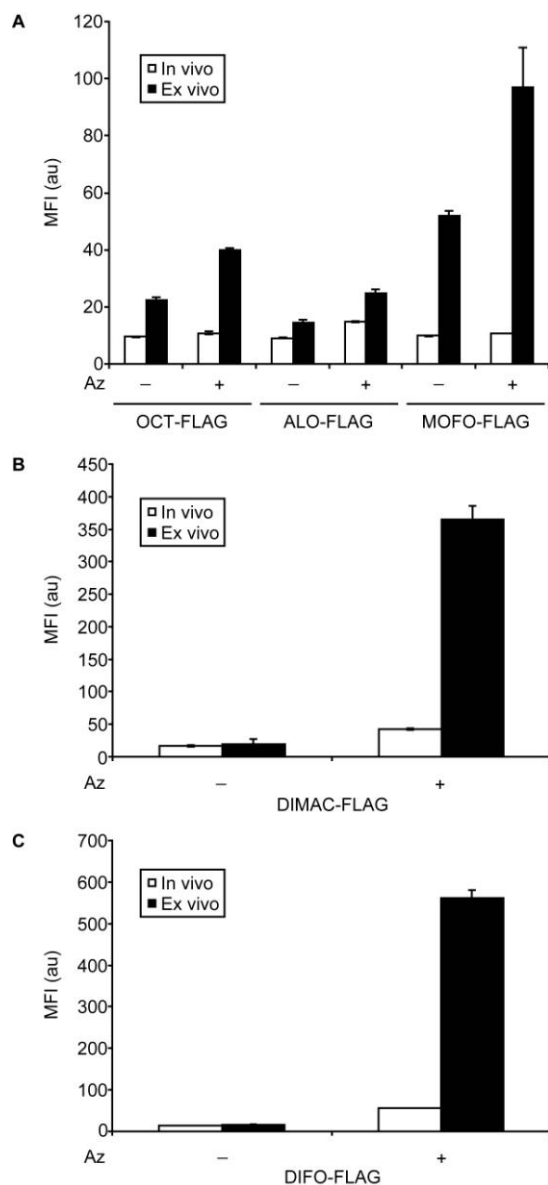 A
120
100
80
60
40
20
0
MFI (au)
In vivo
Ex vivo
Az – + – + – +
OCT-FLAG ALO-FLAG MOFO-FLAG
B
450
400
350
300
250
200
150
100
50
0
MFI (au)
In vivo
Ex vivo
Az – +
DIMAC-FLAG
C
700
600
500
400
300
200
100
0
MFI (au)
In vivo
Ex vivo
Az – +
DIFO-FLAG